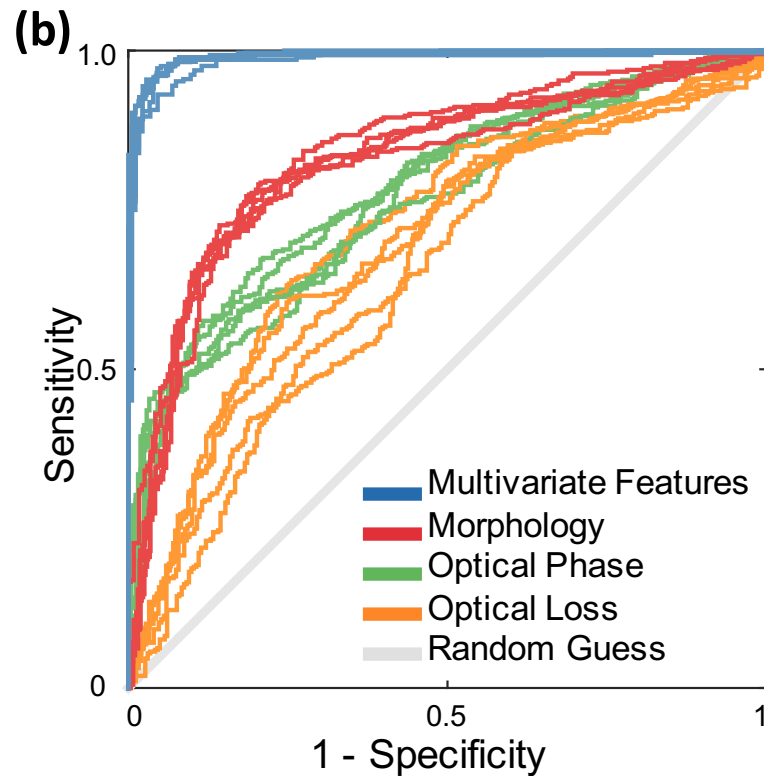 (b)
1.0
Sensitivity
0.5
Multivariate Features
Morphology
Optical Phase
Optical Loss
Random Guess
0
0 0.5 1
1 - Specificity